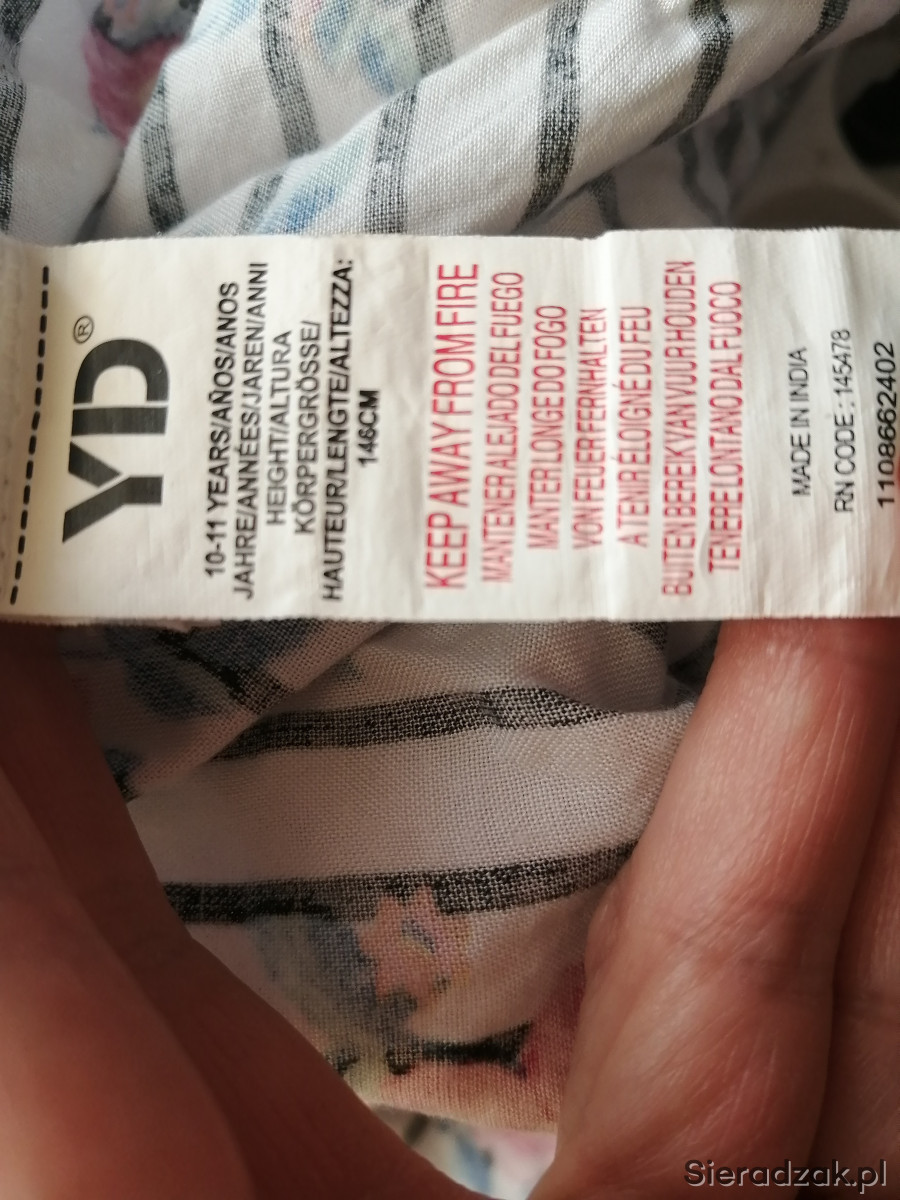 YD®
10-11 YEARS/AÑOS/ANOS
JAHRE/ANNÉES/JAREN/ANNI
HEIGHT/ALTURA
KÖRPERGRÖSSE/
HAUTEUR/LENGTE/ALTEZZA:
146CM
KEEP AWAY FROM FIRE
MANTENER ALEJADO DEL FUEGO
MANTER LONGE DO FOGO
VON FEUER FERNHALTEN
A TENIR ÉLOIGNÉ DU FEU
BUITEN BEREK VAN VUUR HOUDEN
TENERE LONTANO DAL FUOCO
MADE IN INDIA
RN CODE : 145478
1108662402
Sieradzak.pl